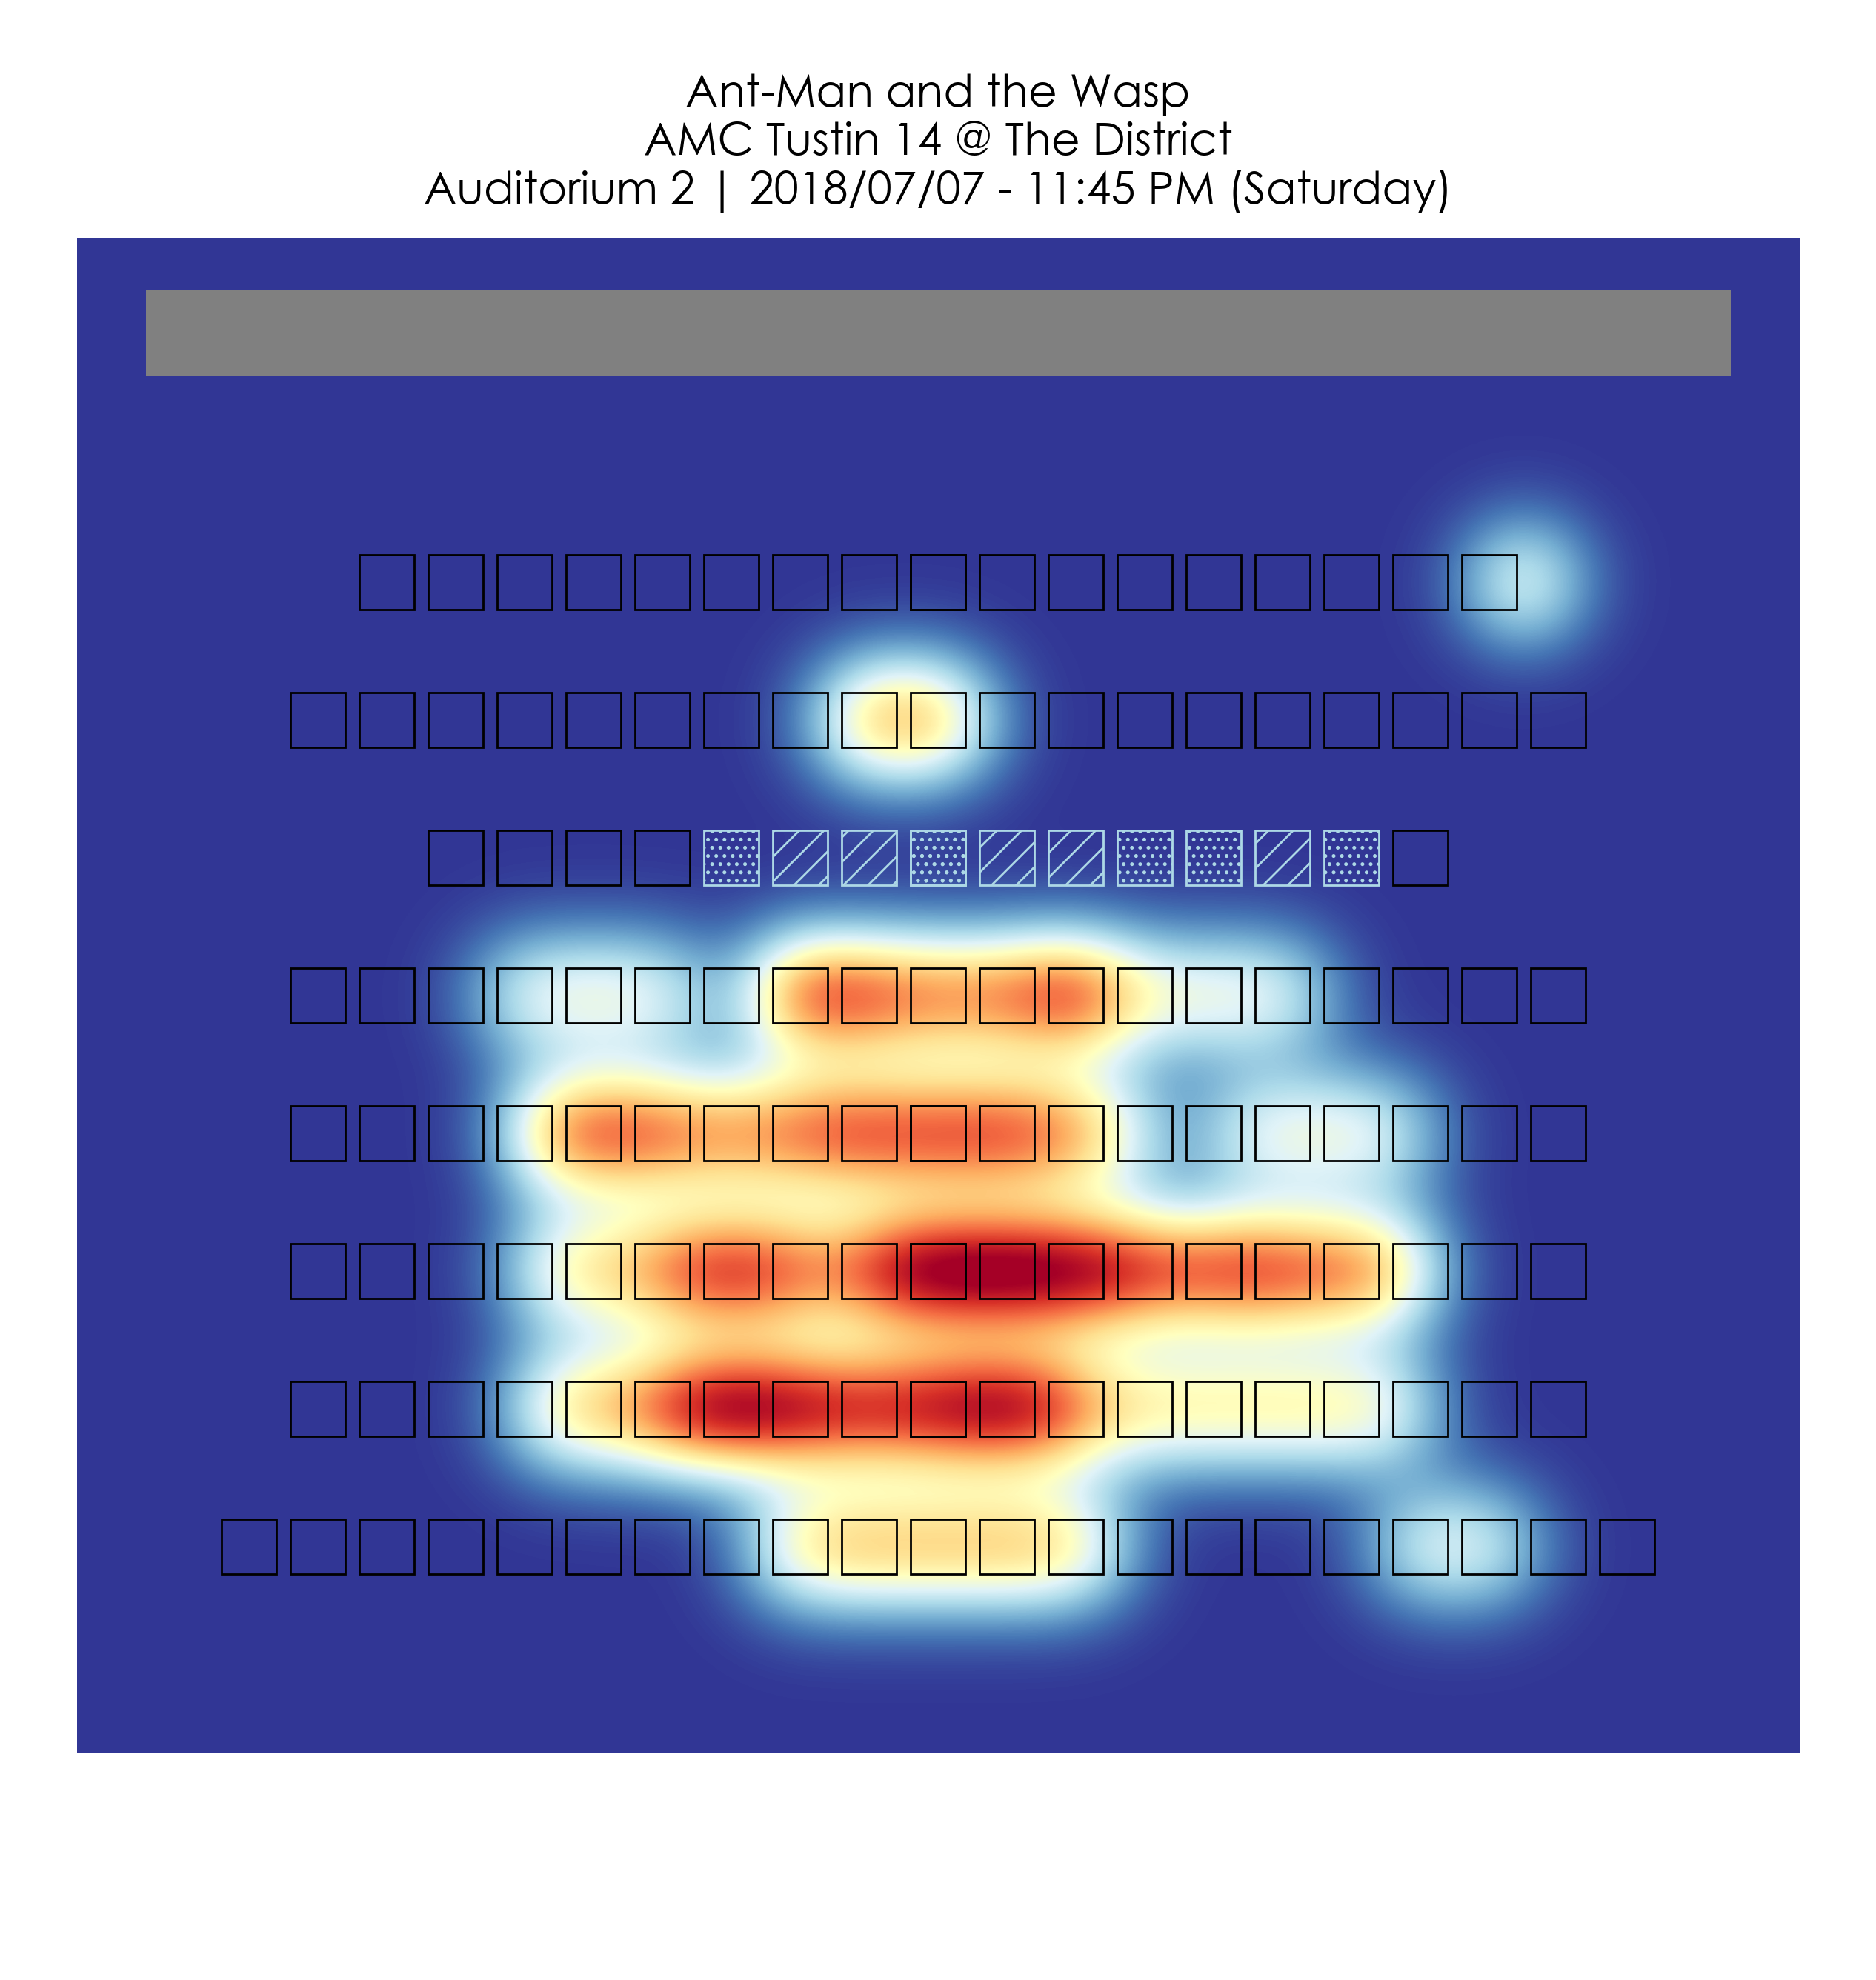 Ant-Man and the Wasp
AMC Tustin 14 @ The District
Auditorium 2 | 2018/07/07 - 11:45 PM (Saturday)